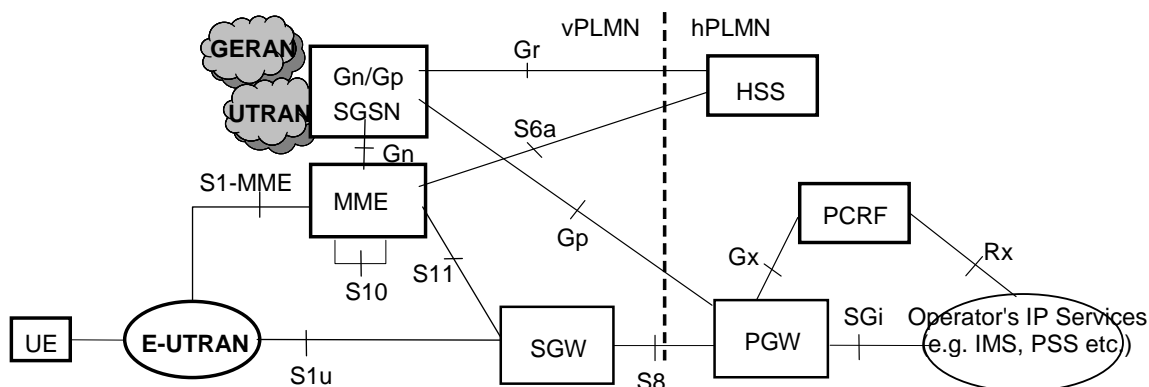 vPLMN
hPLMN
GERAN
Gr
Gn/Gp
SGSN
HSS
UTRAN
S6a
Gn
S1-MME
MME
PCRF
Gp
Gx
Rx
S11
S10
SGi
Operator's IP Services
(e.g. IMS, PSS etc.)
UE
E-UTRAN
SGW
PGW
S1u
S8